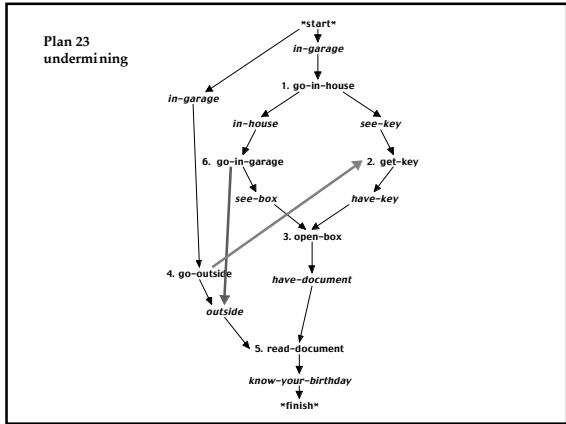 Plan 23
undermining
*start*
in-garage
1. go-in-house
in-garage
in-house
see-key
6. go-in-garage
2. get-key
see-box
have-key
3. open-box
4. go-outside
have-document
outside
5. read-document
know-your-birthday
*finish*